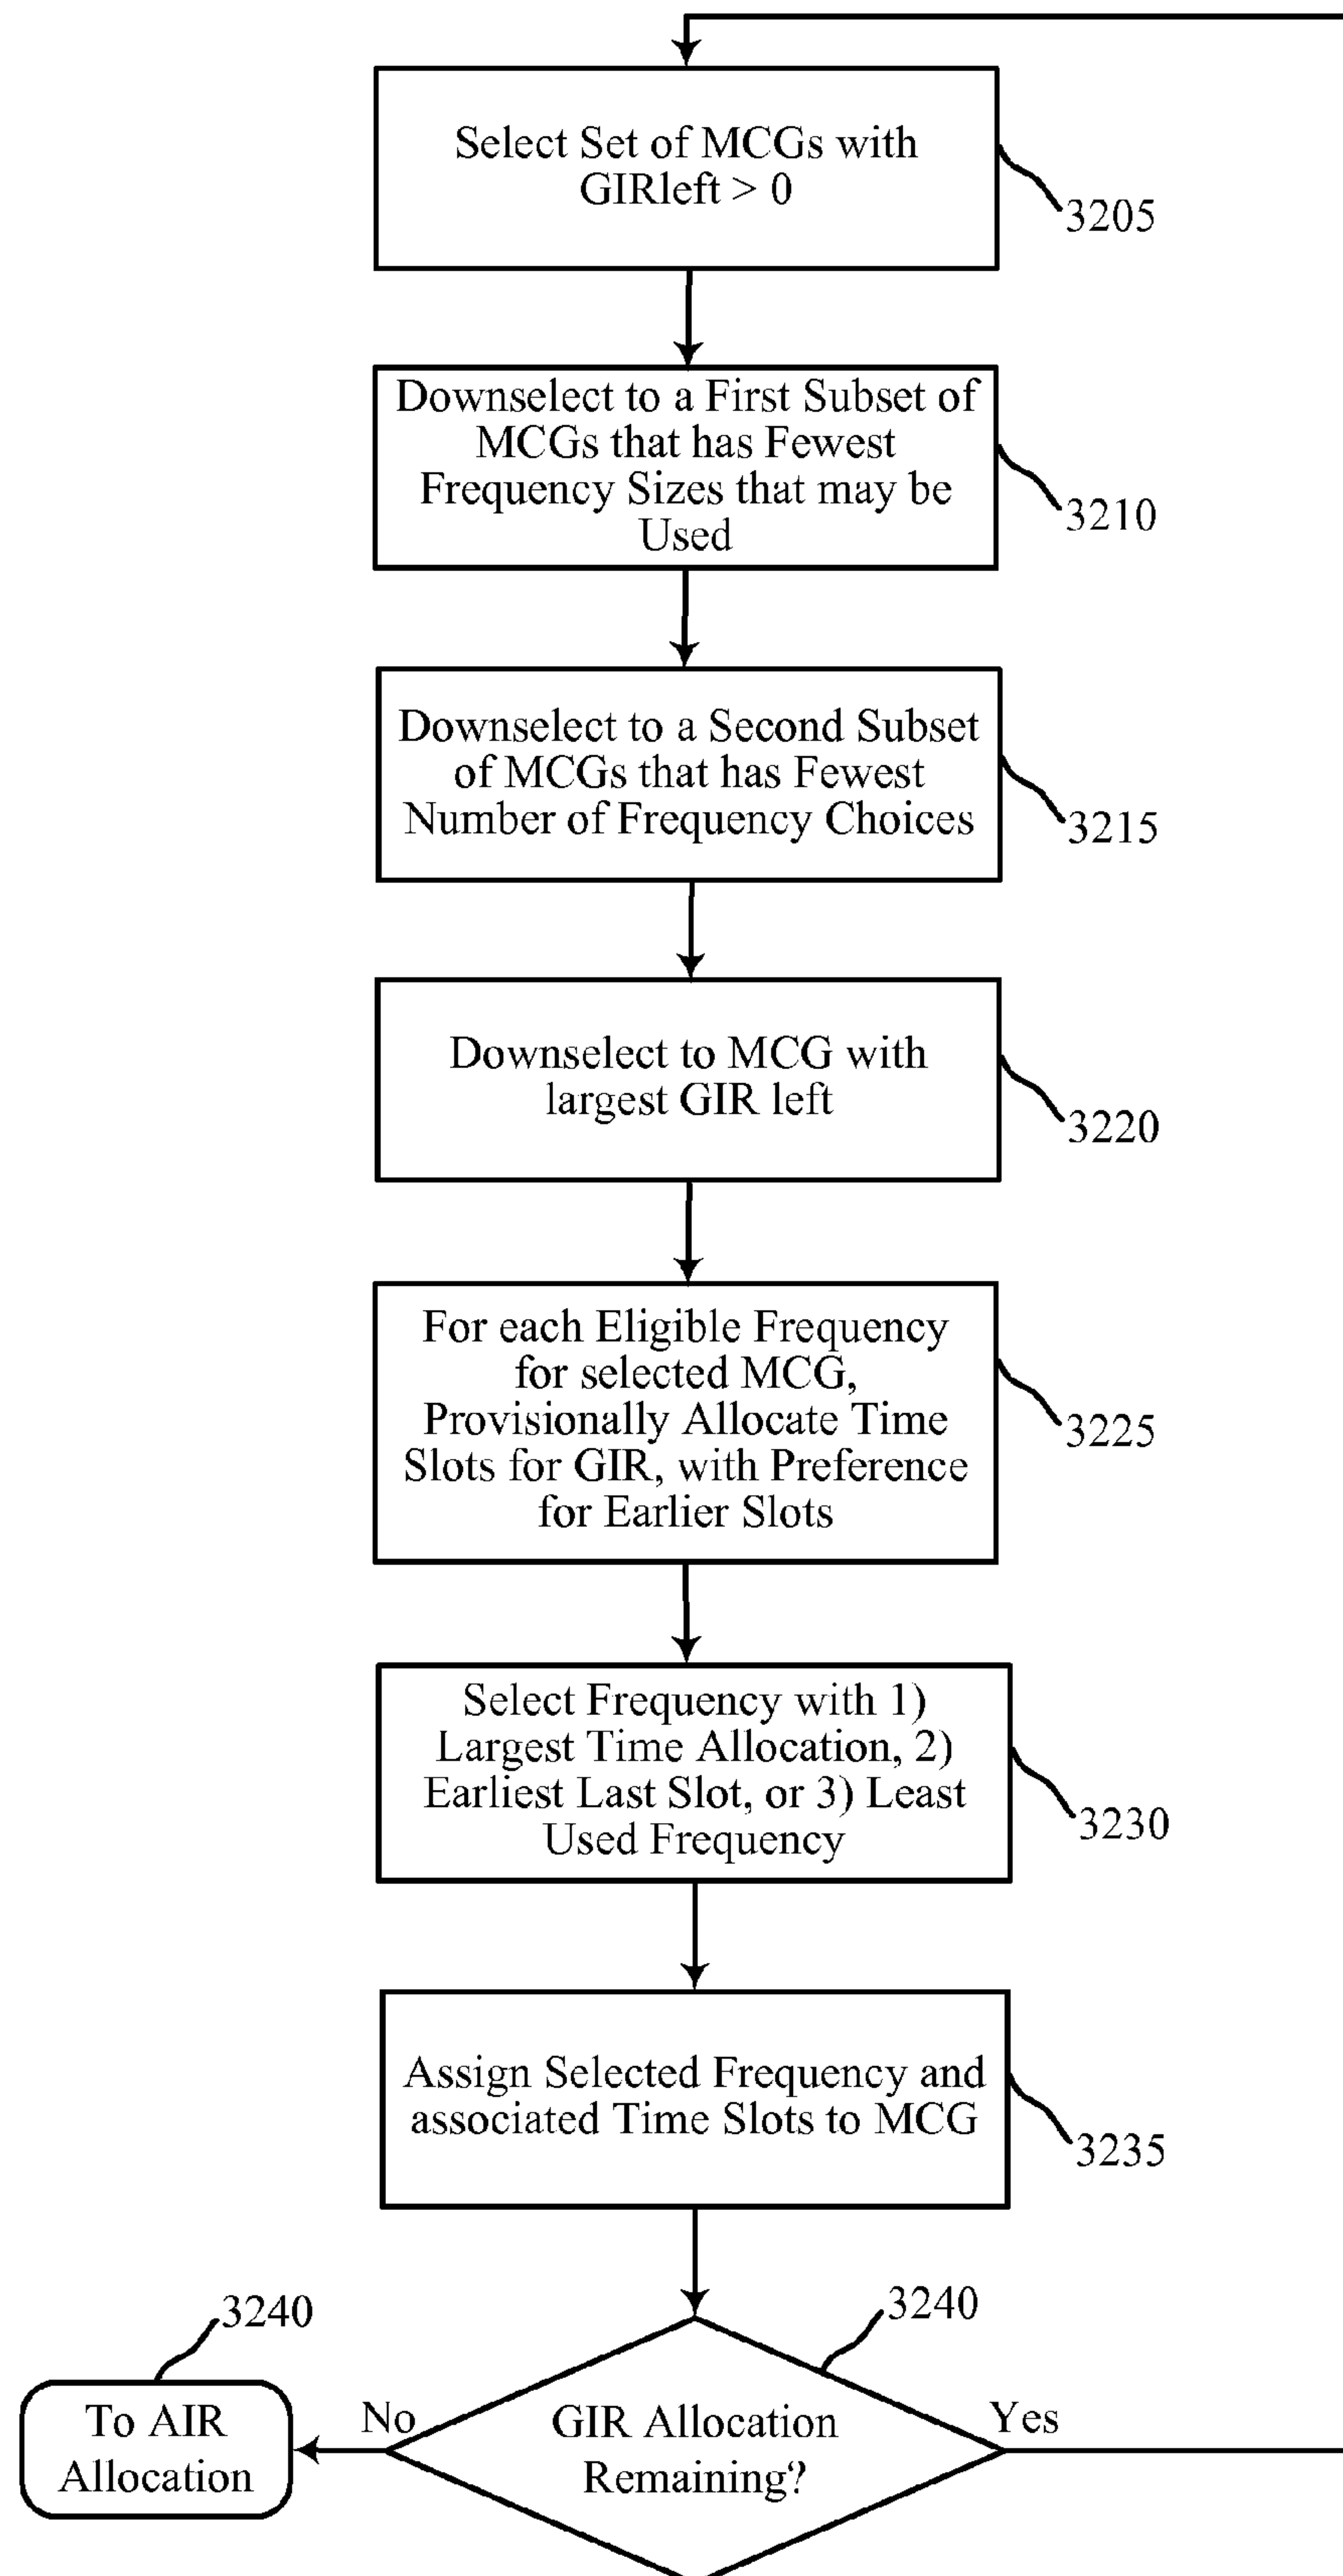 Select Set of MCGs with
GIRleft > 0
3205
Downselect to a First Subset of
MCGs that has Fewest
Frequency Sizes that may be
Used
3210
Downselect to a Second Subset
of MCGs that has Fewest
Number of Frequency Choices
3215
Downselect to MCG with
largest GIR left
3220
For each Eligible Frequency
for selected MCG,
Provisionally Allocate Time
Slots for GIR, with Preference
for Earlier Slots
3225
Select Frequency with 1)
Largest Time Allocation, 2)
Earliest Last Slot, or 3) Least
Used Frequency
3230
Assign Selected Frequency and
associated Time Slots to MCG
3235
3240
To AIR
Allocation
No
3240
GIR Allocation
Remaining?
Yes